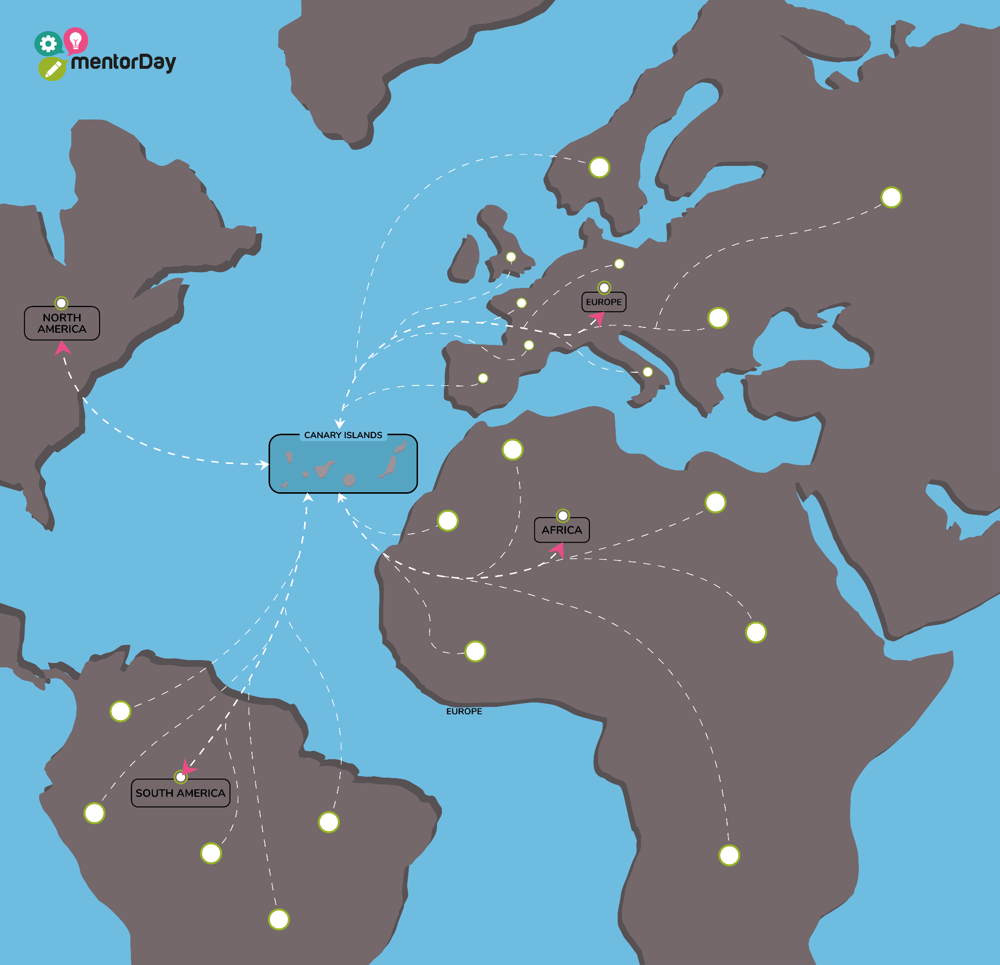 mentorDay
EUROPE
NORTH
AMERICA
CANARY ISLANDS
AFRICA
EUROPE
SOUTH AMERICA